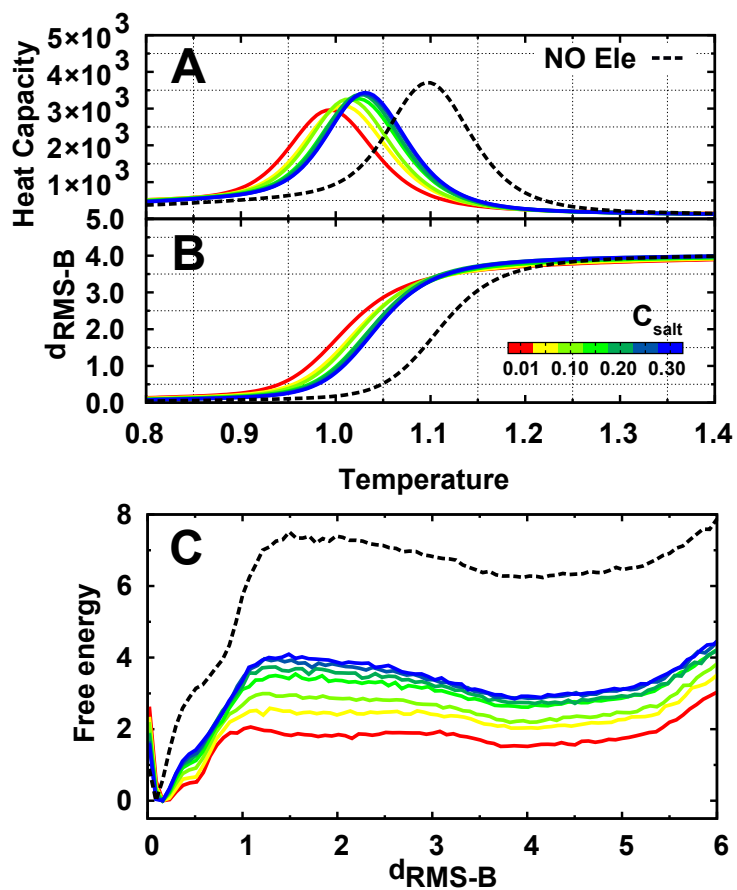 A
NO Ele
Heat Capacity
5×10³
4×10³
3×10³
2×10³
1×10³
B
dRMS-B
5.0
4.0
3.0
2.0
1.0
0.0
Csalt
0.01 0.10 0.20 0.30
0.8 0.9 1.0 1.1 1.2 1.3 1.4
Temperature
C
Free energy
8
6
4
2
0
0 1 2 3 4 5 6
dRMS-B